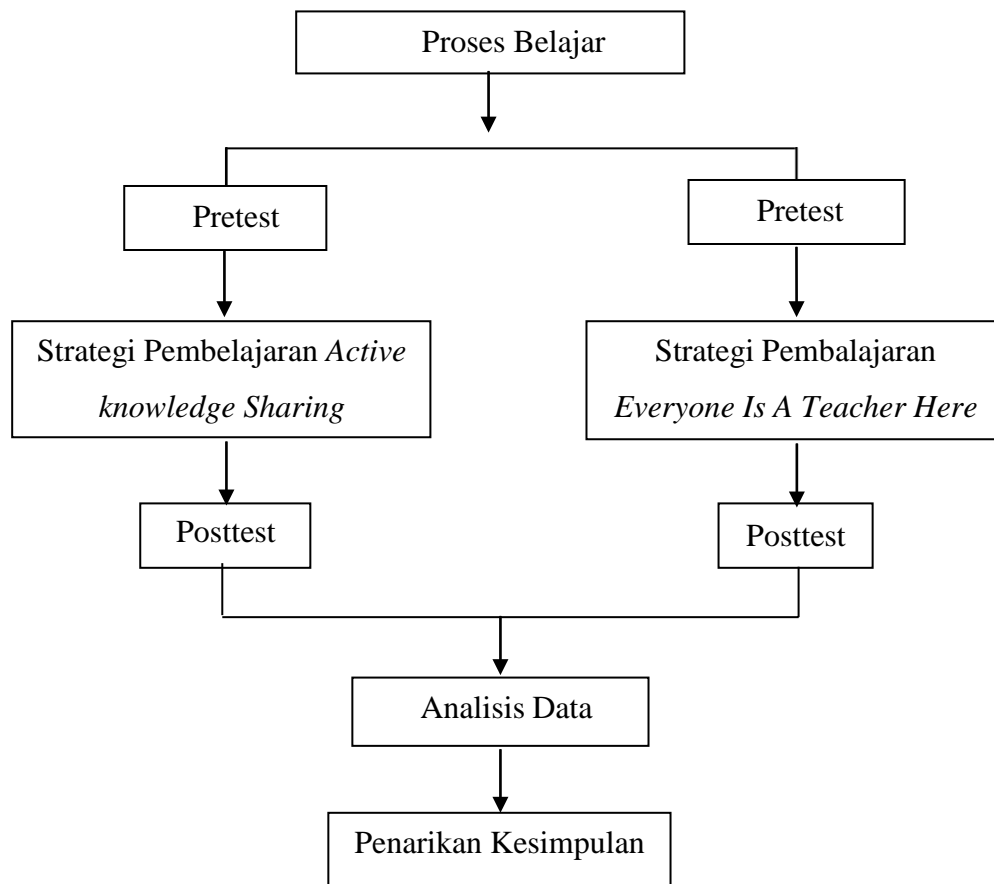 Proses Belajar
Pretest
Pretest
Strategi Pembelajaran Active
knowledge Sharing
Strategi Pembalajaran
Everyone Is A Teacher Here
Posttest
Posttest
Analisis Data
Penarikan Kesimpulan